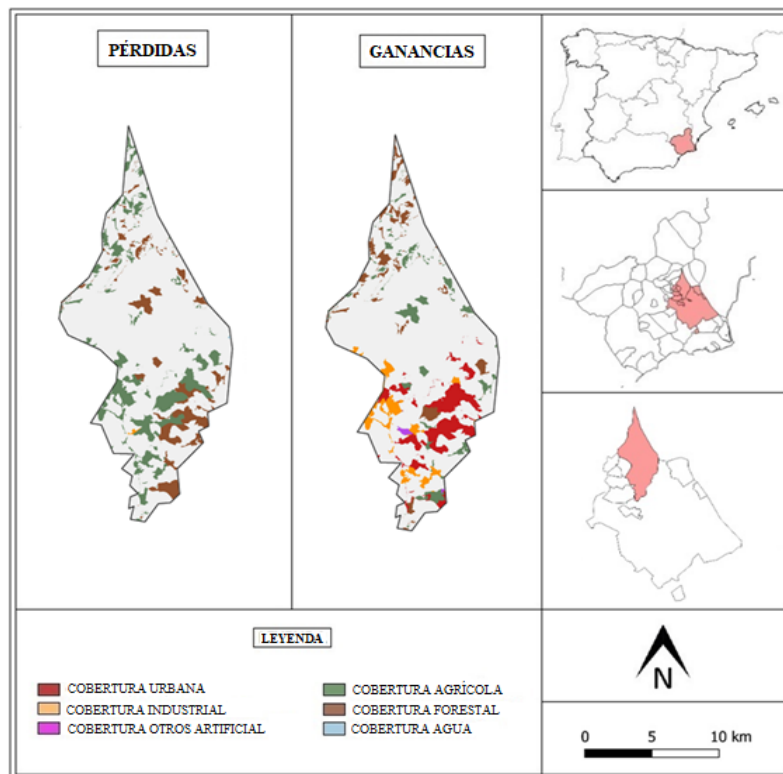 PÉRDIDAS
GANANCIAS
LEYENDA
COBERTURA URBANA
COBERTURA INDUSTRIAL
COBERTURA OTROS ARTIFICIAL
COBERTURA AGRÍCOLA
COBERTURA FORESTAL
COBERTURA AGUA
N
0 5 10 km